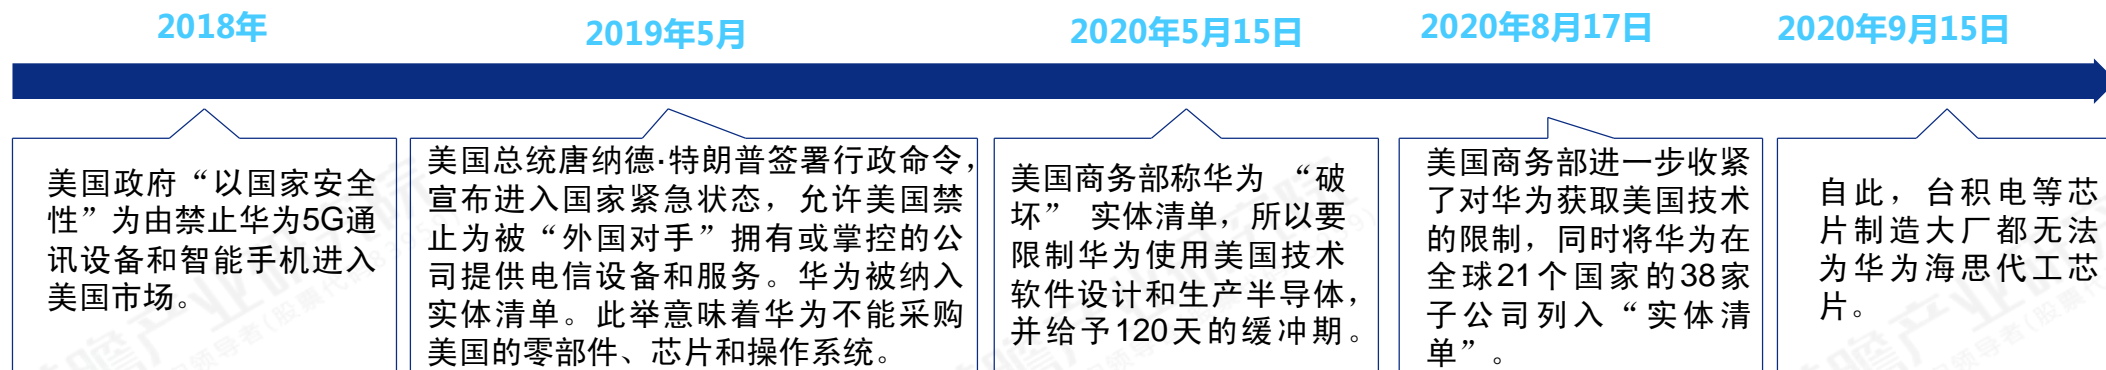 2018年
2019年5月
2020年5月15日
2020年8月17日
2020年9月15日
美国政府“以国家安全
性”为由禁止华为5G通
讯设备和智能手机进入
美国市场。
美国总统唐纳德·特朗普签署行政命令，
宣布进入国家紧急状态，允许美国禁
止为被“外国对手”拥有或掌控的公
司提供电信设备和服务。华为被纳入
实体清单。此举意味着华为不能采购
美国的零部件、芯片和操作系统。
美国商务部称华为 “破
坏” 实体清单，所以要
限制华为使用美国技术
软件设计和生产半导体，
并给予120天的缓冲期。
美国商务部进一步收紧
了对华为获取美国技术
的限制，同时将华为在
全球21个国家的38家
子公司列入“实体清
单”。
自此，台积电等芯
片制造大厂都无法
为华为海思代工芯
片。